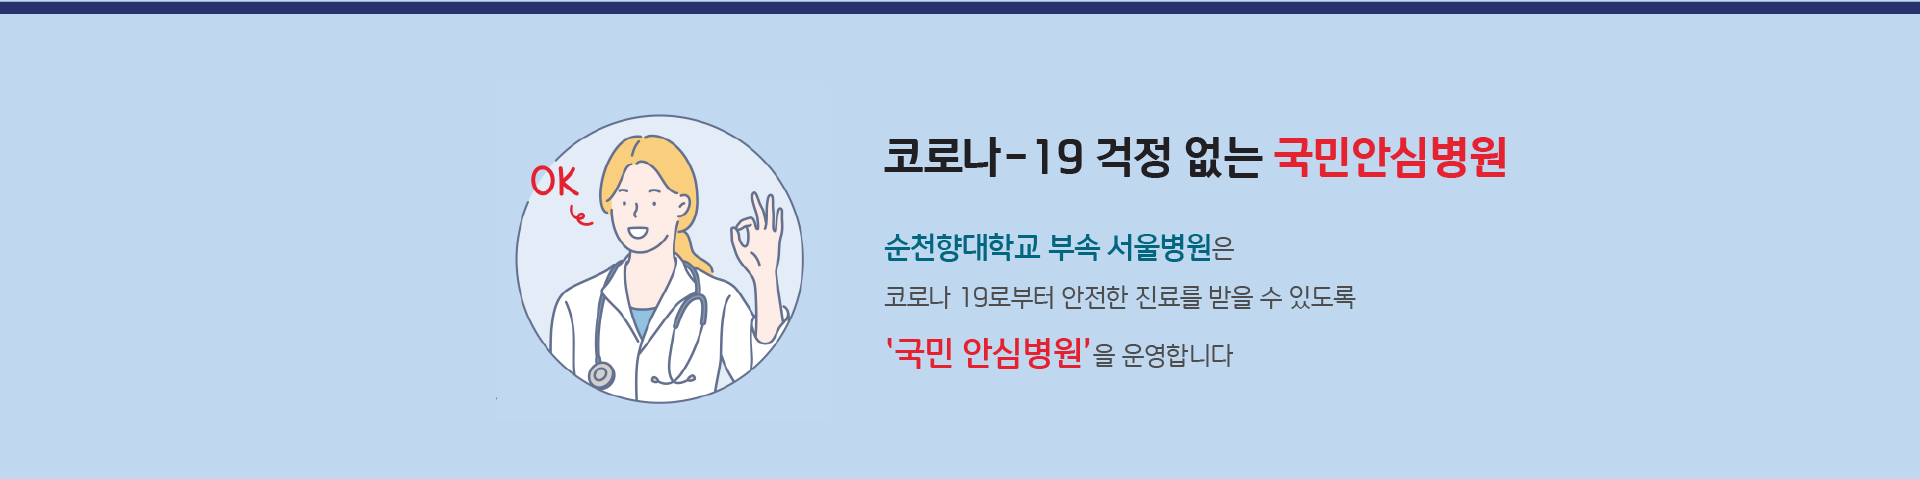 OK
코로나-19 걱정 없는 국민안심병원
순천향대학교 부속 서울병원은
코로나 19로부터 안전한 진료를 받을 수 있도록
'국민 안심병원'을 운영합니다